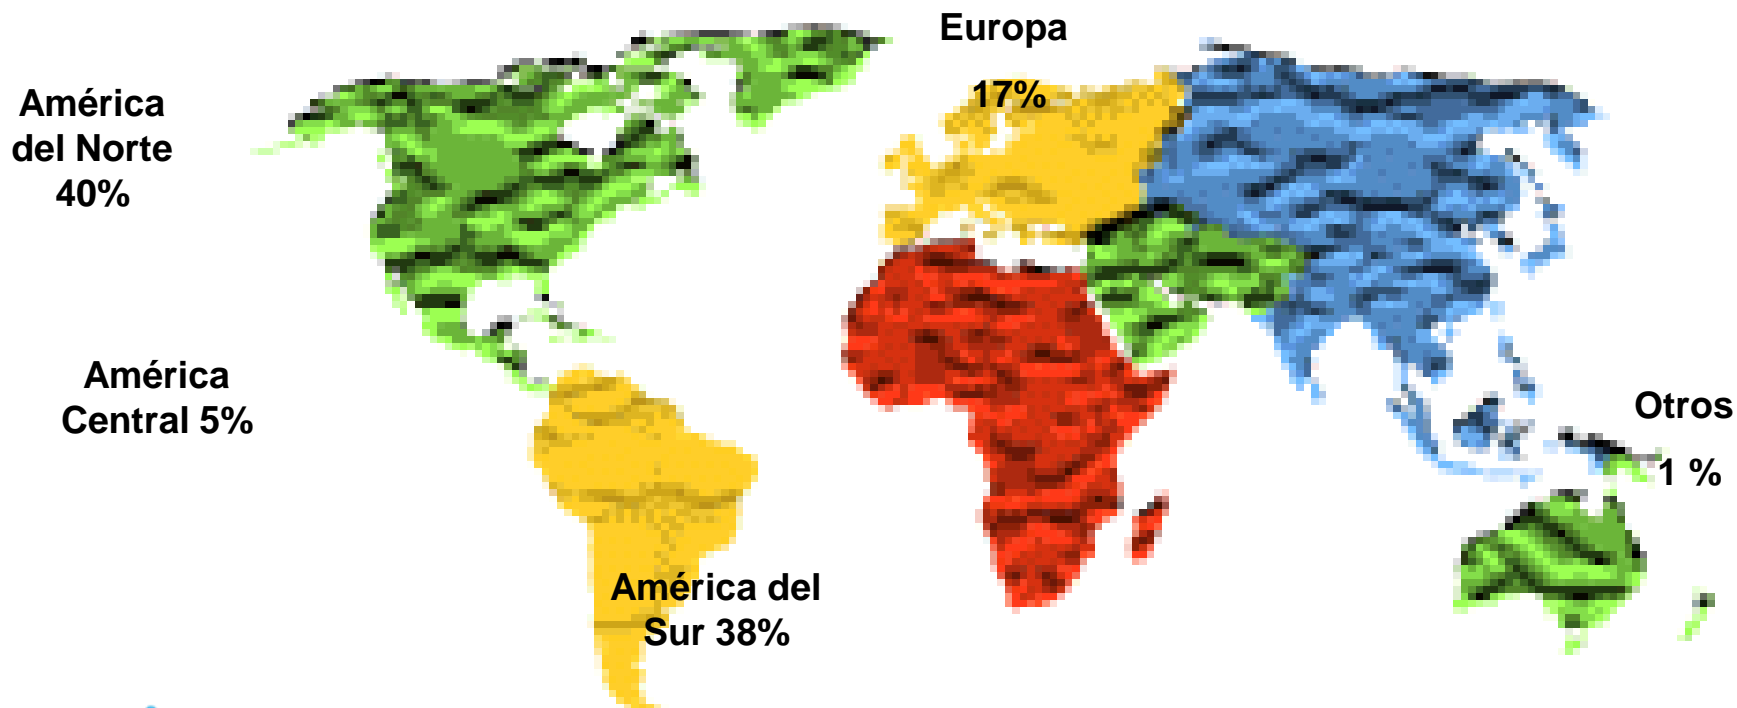 Europa
17%
América
del Norte
40%
América
Central 5%
Otros
1 %
América del
Sur 38%